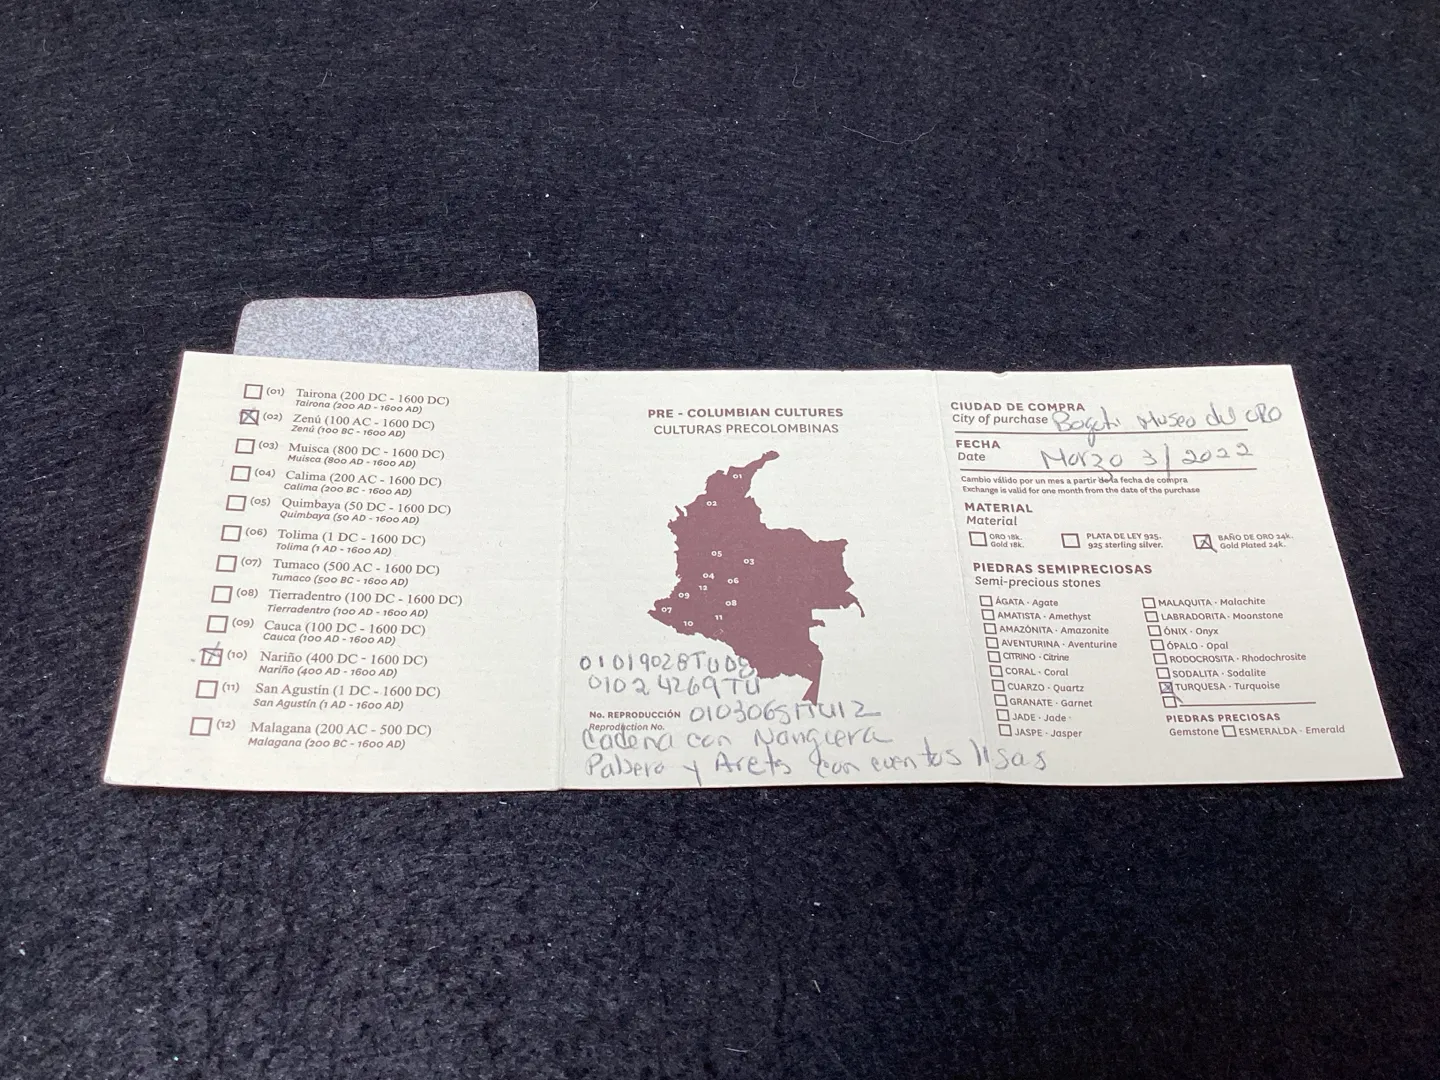 (01) Tairona (200 DC - 1600 DC)
Tairona (200 AD - 1600 AD)
(02) Zenú (100 AC - 1600 DC)
Zenú (100 BC - 1600 AD)
(03) Muisca (800 DC - 1600 DC)
Muisca (800 AD - 1600 AD)
(04) Calima (200 AC - 1600 DC)
Calima (200 BC - 1600 AD)
(05) Quimbaya (50 DC - 1600 DC)
Quimbaya (50 AD - 1600 AD)
(06) Tolima (1 DC - 1600 DC)
Tolima (1 AD - 1600 AD)
(07) Tumaco (500 AC - 1600 DC)
Tumaco (500 BC - 1600 AD)
(08) Tierradentro (100 DC - 1600 DC)
Tierradentro (100 AD - 1600 AD)
(09) Cauca (100 DC - 1600 DC)
Cauca (100 AD - 1600 AD)
(10) Nariño (400 DC - 1600 DC)
Nariño (400 AD - 1600 AD)
(11) San Agustín (1 DC - 1600 DC)
San Agustín (1 AD - 1600 AD)
(12) Malagana (200 AC - 500 DC)
Malagana (200 BC - 1600 AD)
PRE - COLUMBIAN CULTURES
CULTURAS PRECOLOMBINAS
01
02
05
03
04
06
12
09
08
07
11
10
01024269TU
No. REPRODUCCIÓN
Reproduction No.
Cadena con
y Arets con cuentos lisas
CIUDAD DE COMPRA
City of purchase Bogotá Museo del ORO
FECHA
Date Marzo 3/2022
Cambio válido por un mes a partir de la fecha de compra
Exchange is valid for one month from the date of the purchase
MATERIAL
Material
ORO 18k.
Gold 18k.
PLATA DE LEY 925.
925 sterling silver.
BAÑO DE ORO 24k.
Gold Plated 24k.
PIEDRAS SEMIPRECIOSAS
Semi-precious stones
ÁGATA · Agate
AMATISTA · Amethyst
AMAZÓNITA · Amazonite
AVENTURINA · Aventurine
CITRINO · Citrine
CORAL · Coral
CUARZO · Quartz
GRANATE · Garnet
JADE · Jade
JASPE · Jasper
MALAQUITA · Malachite
LABRADORITA · Moonstone
ÓNIX · Onyx
ÓPALO · Opal
RODOCROSITA · Rhodochrosite
SODALITA · Sodalite
TURQUESA · Turquoise
PIEDRAS PRECIOSAS
Gemstone ESMERALDA · Emerald